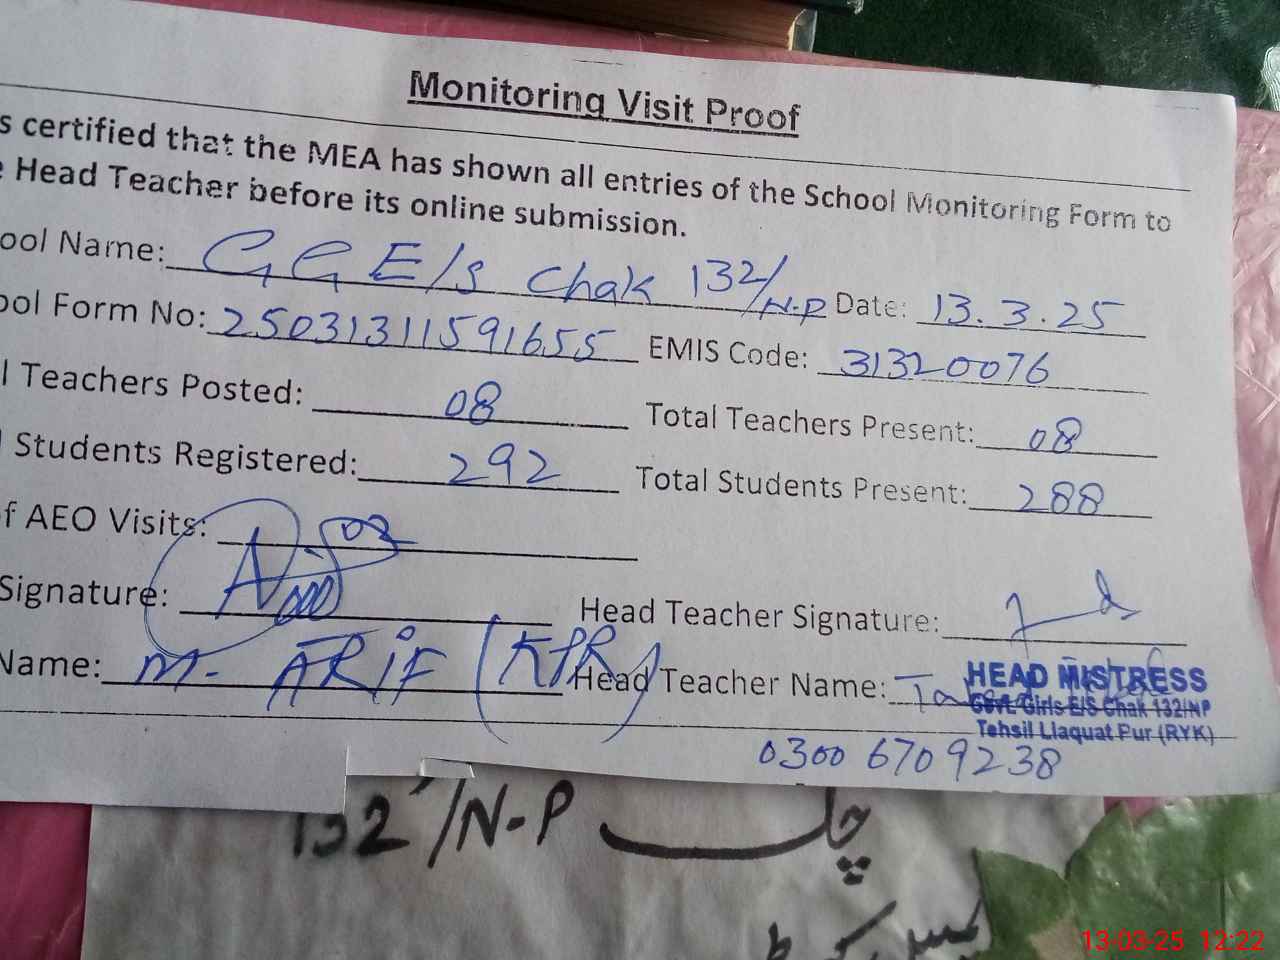 Monitoring Visit Proof
s certified that the MEA has shown all entries of the School Monitoring Form to
e Head Teacher before its online submission.
ool Name: GGE/S Chak 132/N-P Date: 13.3.25
ool Form No: 25031311591655 EMIS Code: 31320076
l Teachers Posted: 08 Total Teachers Present: 08
l Students Registered: 292 Total Students Present: 288
f AEO Visits: 02
Signature: Head Teacher Signature:
Name: M. ARIF (KPR) Head Teacher Name:
HEAD MISTRESS
Govt. Girls E/S Chak 132/NP
Tehsil Liaquat Pur (RYK)
0300 6709238
132/N-P چک
13-03-25 12:22